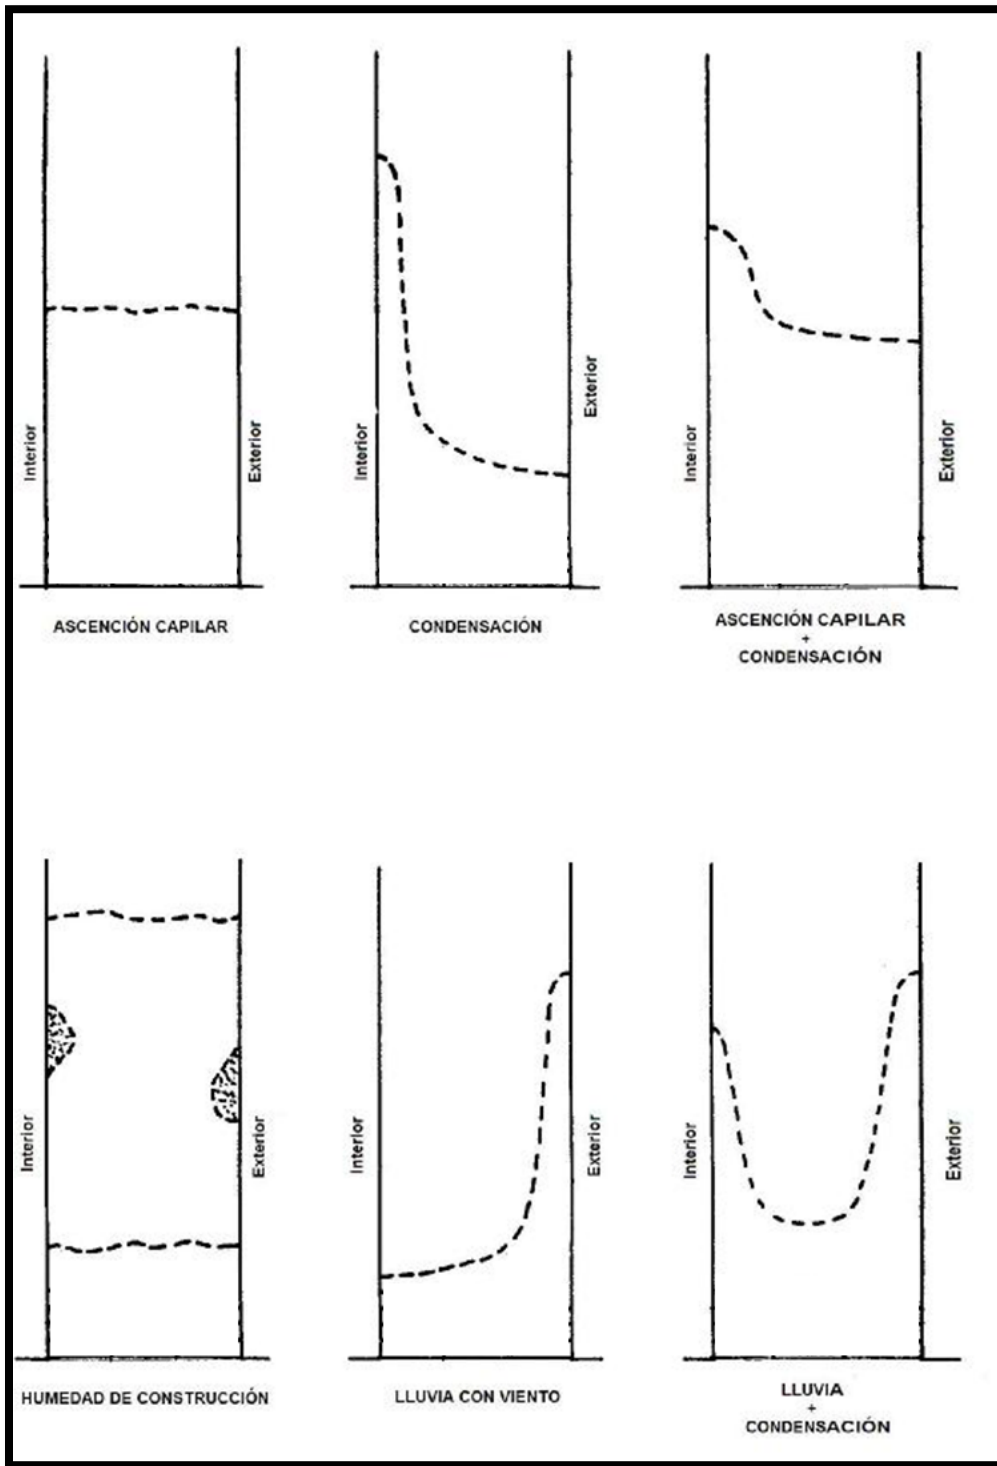 Interior
Exterior
ASCENCIÓN CAPILAR
Interior
Exterior
CONDENSACIÓN
Interior
Exterior
ASCENCIÓN CAPILAR
+
CONDENSACIÓN
Interior
Exterior
HUMEDAD DE CONSTRUCCIÓN
Interior
Exterior
LLUVIA CON VIENTO
Interior
Exterior
LLUVIA
+
CONDENSACIÓN